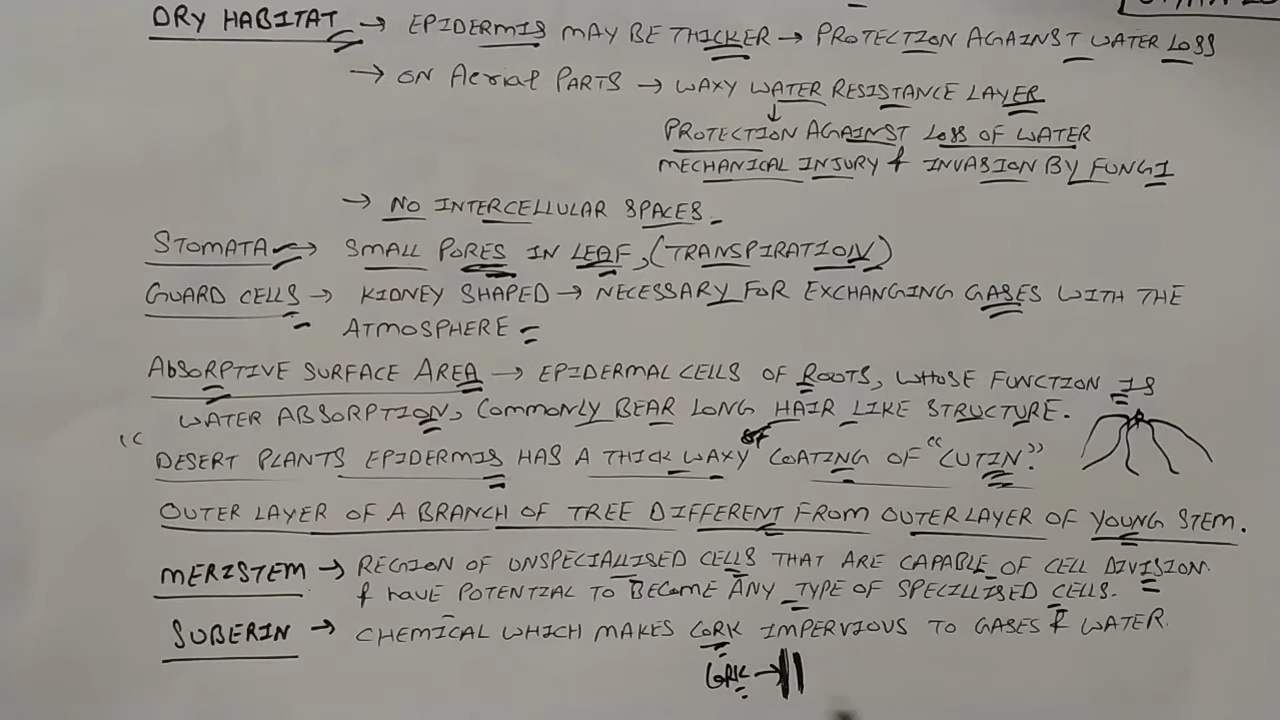 DRY HABITAT → EPIDERMIS MAY BE THICKER → PROTECTION AGAINST WATER LOSS
→ ON Aerial PARTS → WAXY WATER RESISTANCE LAYER
↓
PROTECTION AGAINST LOSS OF WATER
MECHANICAL INJURY & INVASION BY FUNGI
→ NO INTERCELLULAR SPACES.
STOMATA → SMALL PORES IN LEAF, (TRANSPIRATION)
GUARD CELLS → KIDNEY SHAPED → NECESSARY FOR EXCHANGING GASES WITH THE
ATMOSPHERE
AbSORPTIVE SURFACE AREA → EPIDERMAL CELLS OF ROOTS, WHOSE FUNCTION IS
WATER ABSORPTION, COMMONLY BEAR LONG HAIR LIKE STRUCTURE.
“ DESERT PLANTS EPIDERMIS HAS A THICK WAXY COATING OF “CUTIN”.
OUTER LAYER OF A BRANCH OF TREE DIFFERENT FROM OUTER LAYER OF YOUNG STEM.
MERISTEM → REGION OF UNSPECIALLISED CELLS THAT ARE CAPABLE OF CELL DIVISION.
& have POTENTIAL TO BECOME ANY TYPE OF SPECILLISED CELLS.
SUBERIN → CHEMICAL WHICH MAKES CORK IMPERVIOUS TO GASES & WATER.
CORK →